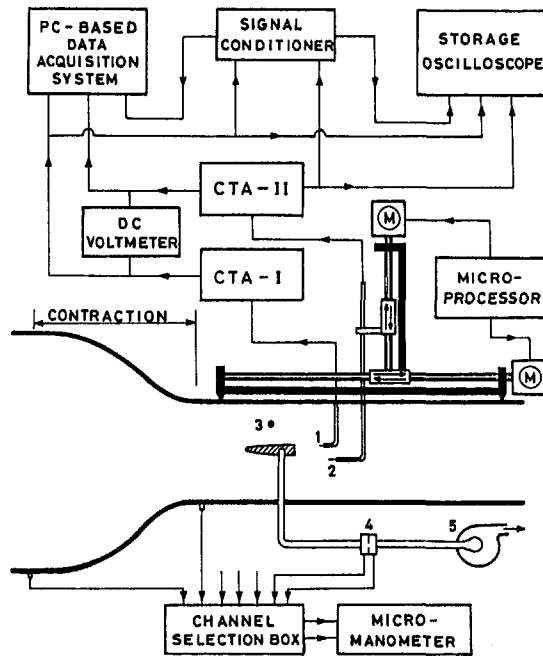 PC-BASED
DATA
ACQUISITION
SYSTEM
SIGNAL
CONDITIONER
STORAGE
OSCILLOSCOPE
CTA-II
DC
VOLTMETER
CTA-I
M
MICRO-
PROCESSOR
M
CONTRACTION
3
1
2
4
5
CHANNEL
SELECTION BOX
MICRO-
MANOMETER